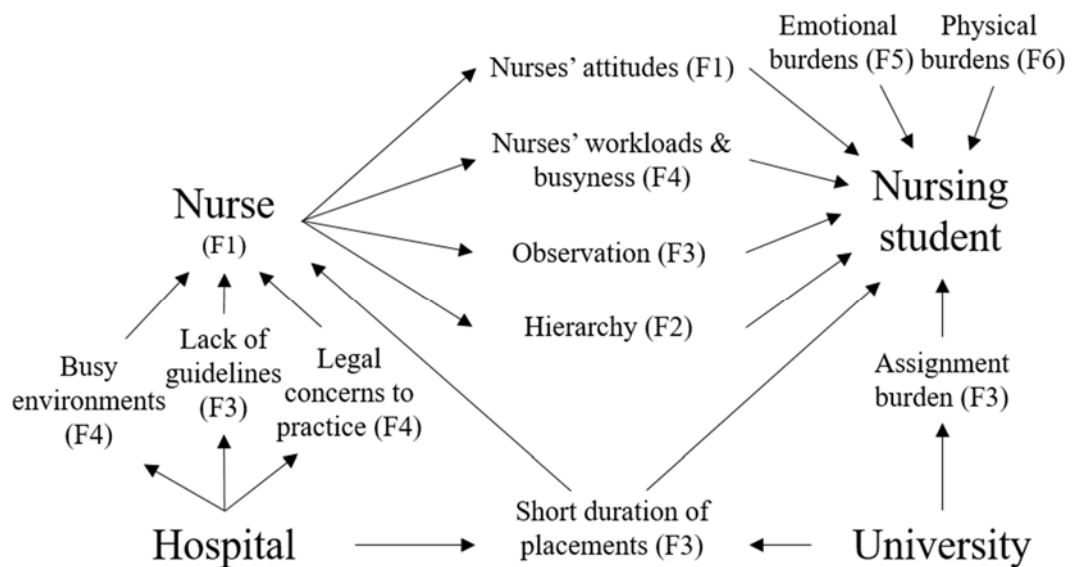 Emotional
burdens (F5)
Physical
burdens (F6)
Nurses’ attitudes (F1)
Nurses’ workloads &
busyness (F4)
Nurse
(F1)
Nursing
student
Observation (F3)
Hierarchy (F2)
Busy
environments
(F4)
Lack of
guidelines
(F3)
Legal
concerns to
practice (F4)
Assignment
burden (F3)
Hospital
Short duration of
placements (F3)
University